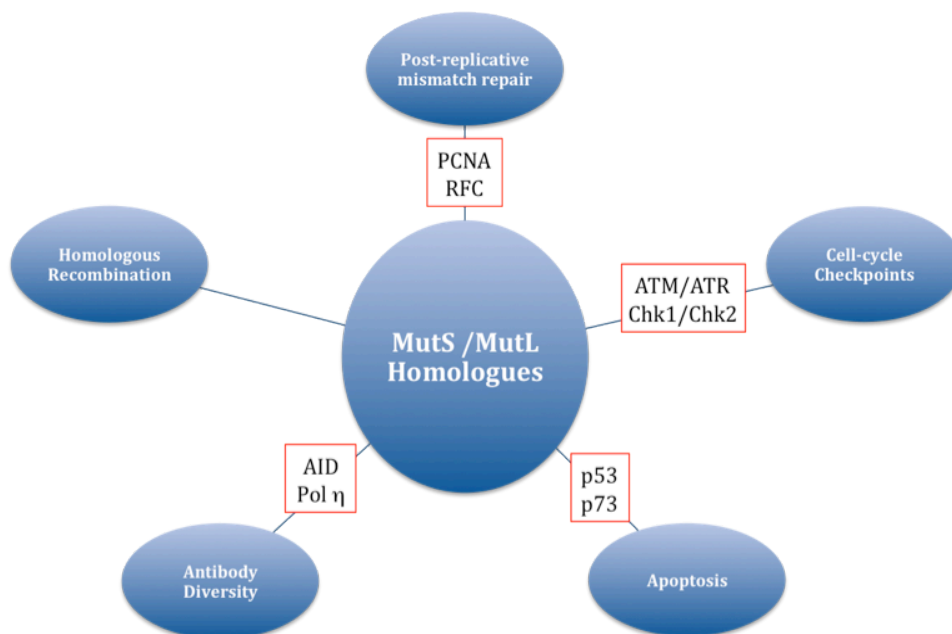 Post-replicative
mismatch repair
PCNA
RFC
Homologous
Recombination
Cell-cycle
Checkpoints
ATM/ATR
Chk1/Chk2
MutS /MutL
Homologues
AID
Pol η
p53
p73
Antibody
Diversity
Apoptosis